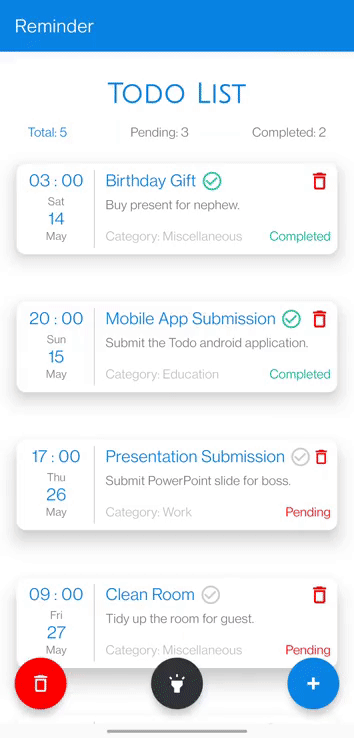 Reminder
Todo List
Total: 5 Pending: 3 Completed: 2
03 : 00 Birthday Gift
Sat Buy present for nephew.
14
May Category: Miscellaneous Completed
20 : 00 Mobile App Submission
Sun Submit the Todo android application.
15
May Category: Education Completed
17 : 00 Presentation Submission
Thu Submit PowerPoint slide for boss.
26
May Category: Work Pending
09 : 00 Clean Room
Fri Tidy up the room for guest.
27
May Category: Miscellaneous Pending